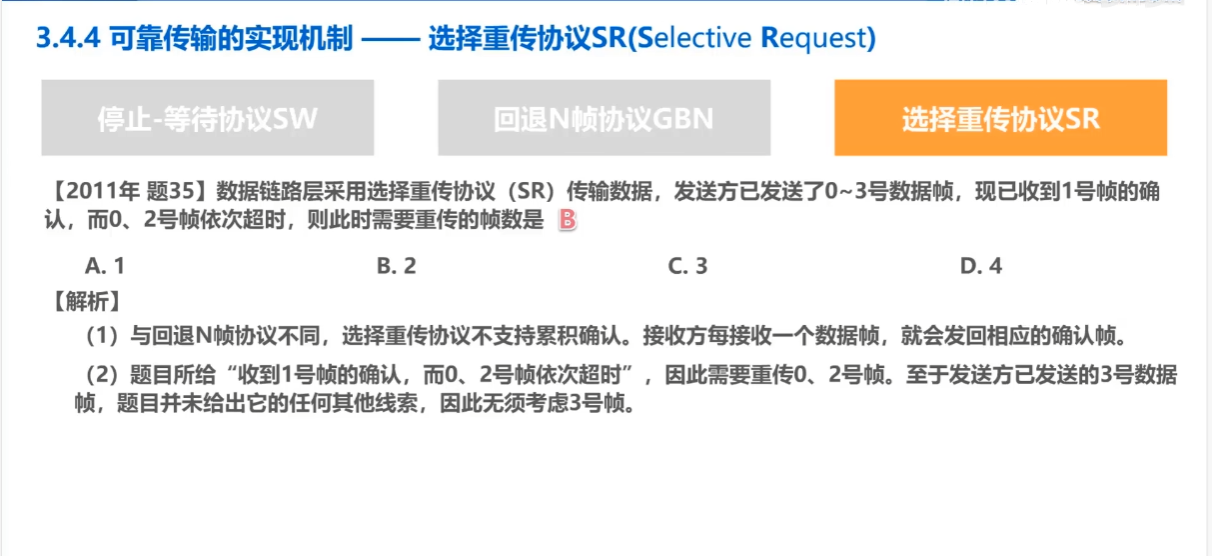 3.4.4 可靠传输的实现机制 —— 选择重传协议SR(Selective Request)
停止-等待协议SW
回退N帧协议GBN
选择重传协议SR
【2011年 题35】数据链路层采用选择重传协议（SR）传输数据，发送方已发送了0~3号数据帧，现已收到1号帧的确
认，而0、2号帧依次超时，则此时需要重传的帧数是 B
A. 1
B. 2
C. 3
D. 4
【解析】
（1）与回退N帧协议不同，选择重传协议不支持累积确认。接收方每接收一个数据帧，就会发回相应的确认帧。
（2）题目所给“收到1号帧的确认，而0、2号帧依次超时”，因此需要重传0、2号帧。至于发送方已发送的3号数据
帧，题目并未给出它的任何其他线索，因此无须考虑3号帧。